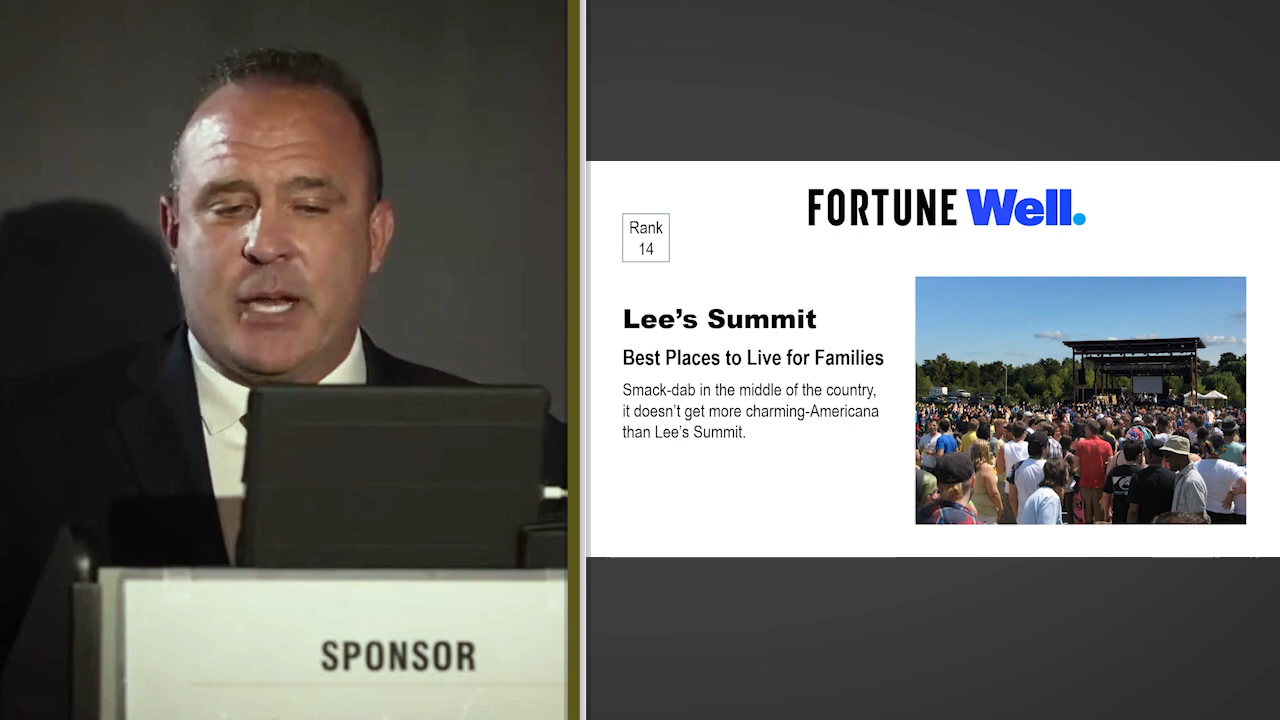 SPONSOR
FORTUNE Well.
Rank
14
Lee’s Summit
Best Places to Live for Families
Smack-dab in the middle of the country,
it doesn’t get more charming-Americana
than Lee’s Summit.